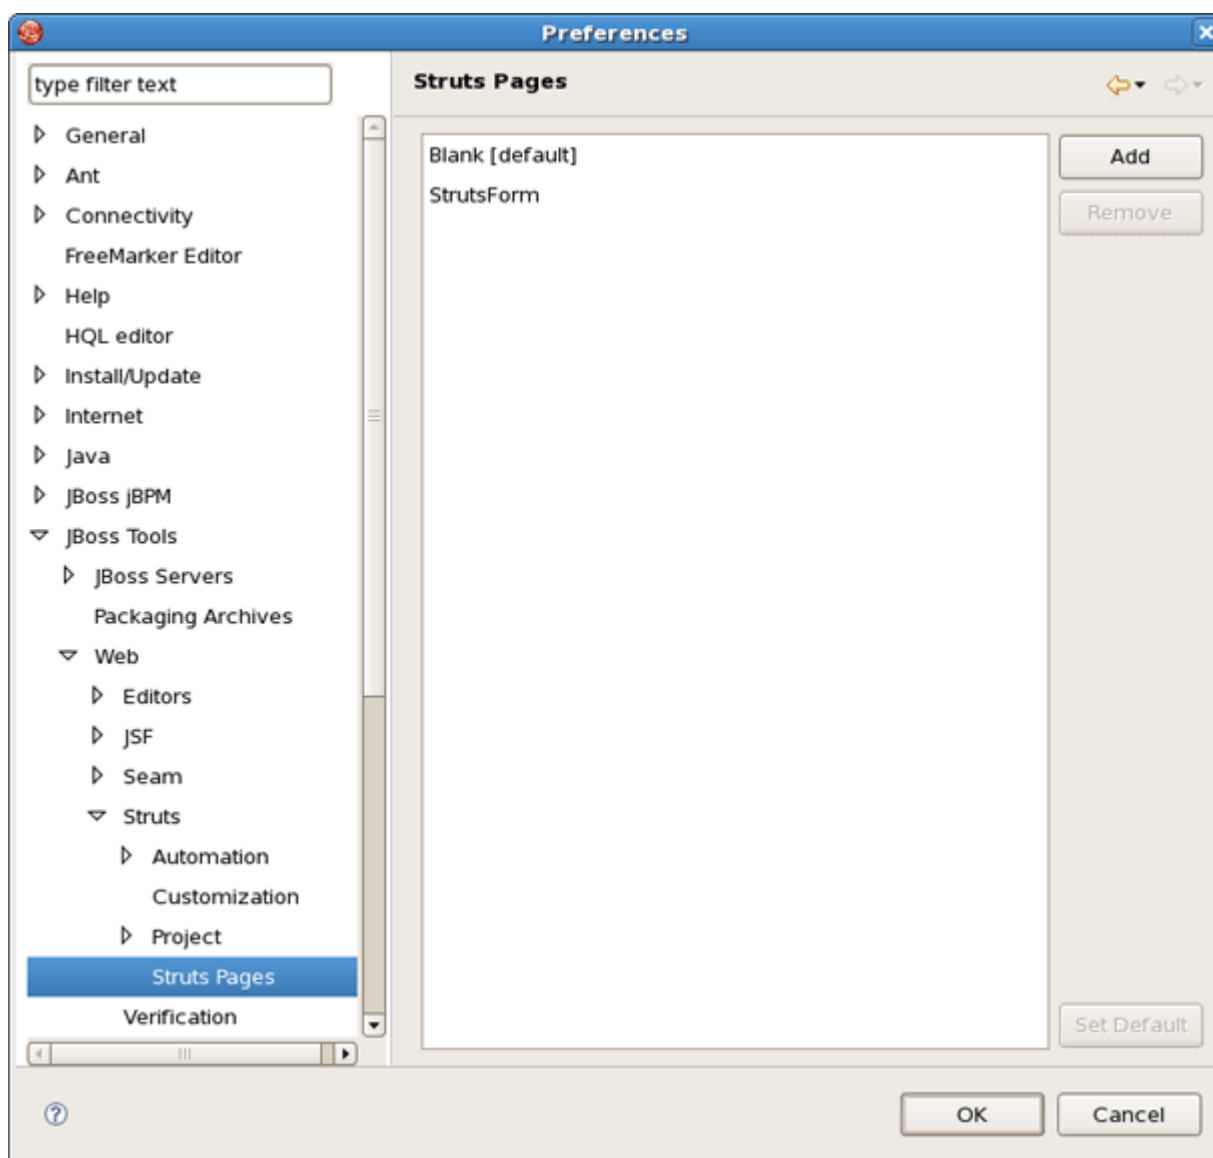 Preferences
type filter text
General
Ant
Connectivity
FreeMarker Editor
Help
HQL editor
Install/Update
Internet
Java
JBoss jBPM
JBoss Tools
JBoss Servers
Packaging Archives
Web
Editors
JSF
Seam
Struts
Automation
Customization
Project
Struts Pages
Verification
Struts Pages
Blank [default]
StrutsForm
Add
Remove
Set Default
OK
Cancel